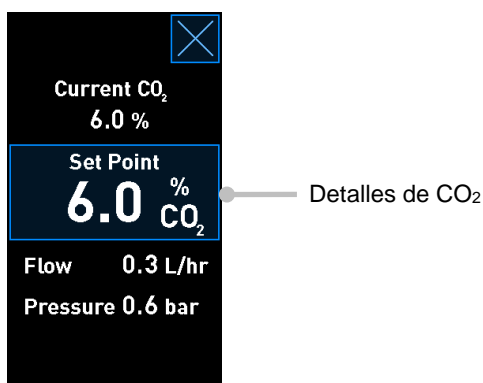 Current CO₂
6.0 %
Set Point
6.0 % CO₂
Detalles de CO₂
Flow 0.3 L/hr
Pressure 0.6 bar